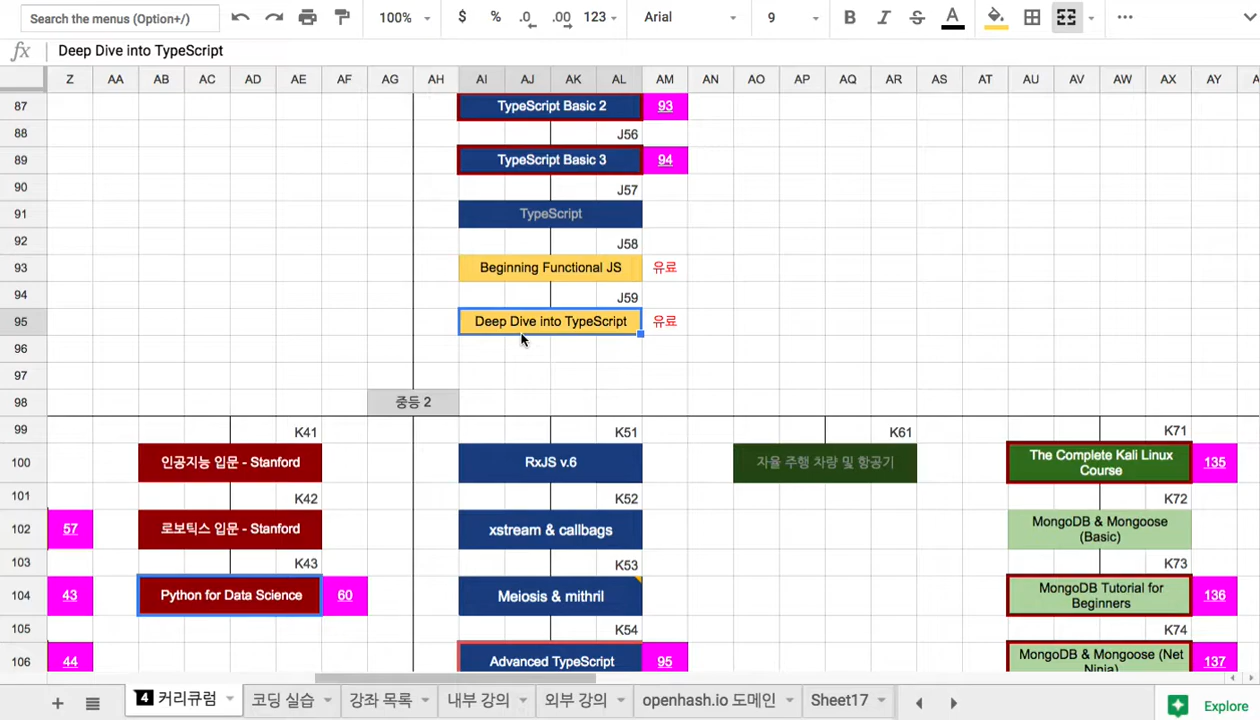 Search the menus (Option+/)
100%
$ % .0 .00 123
Arial
9
B I S A
fx Deep Dive into TypeScript
Z AA AB AC AD AE AF AG AH AI AJ AK AL AM AN AO AP AQ AR AS AT AU AV AW AX AY
87 TypeScript Basic 2 93
88 J56
89 TypeScript Basic 3 94
90 J57
91 TypeScript
92 J58
93 Beginning Functional JS 유료
94 J59
95 Deep Dive into TypeScript 유료
96
97
98 중등 2
99 K41 K51 K61 K71
100 인공지능 입문 - Stanford RxJS v.6 자율 주행 차량 및 항공기 The Complete Kali Linux Course 135
101 K42 K52 K72
102 57 로보틱스 입문 - Stanford xstream & callbags MongoDB & Mongoose (Basic)
103 K43 K53 K73
104 43 Python for Data Science 60 Meiosis & mithril MongoDB Tutorial for Beginners 136
105 K54 K74
106 44 Advanced TypeScript 95 MongoDB & Mongoose (Net Ninja) 137
4 커리큘럼 코딩 실습 강좌 목록 내부 강의 외부 강의 openhash.io 도메인 Sheet17 Explore